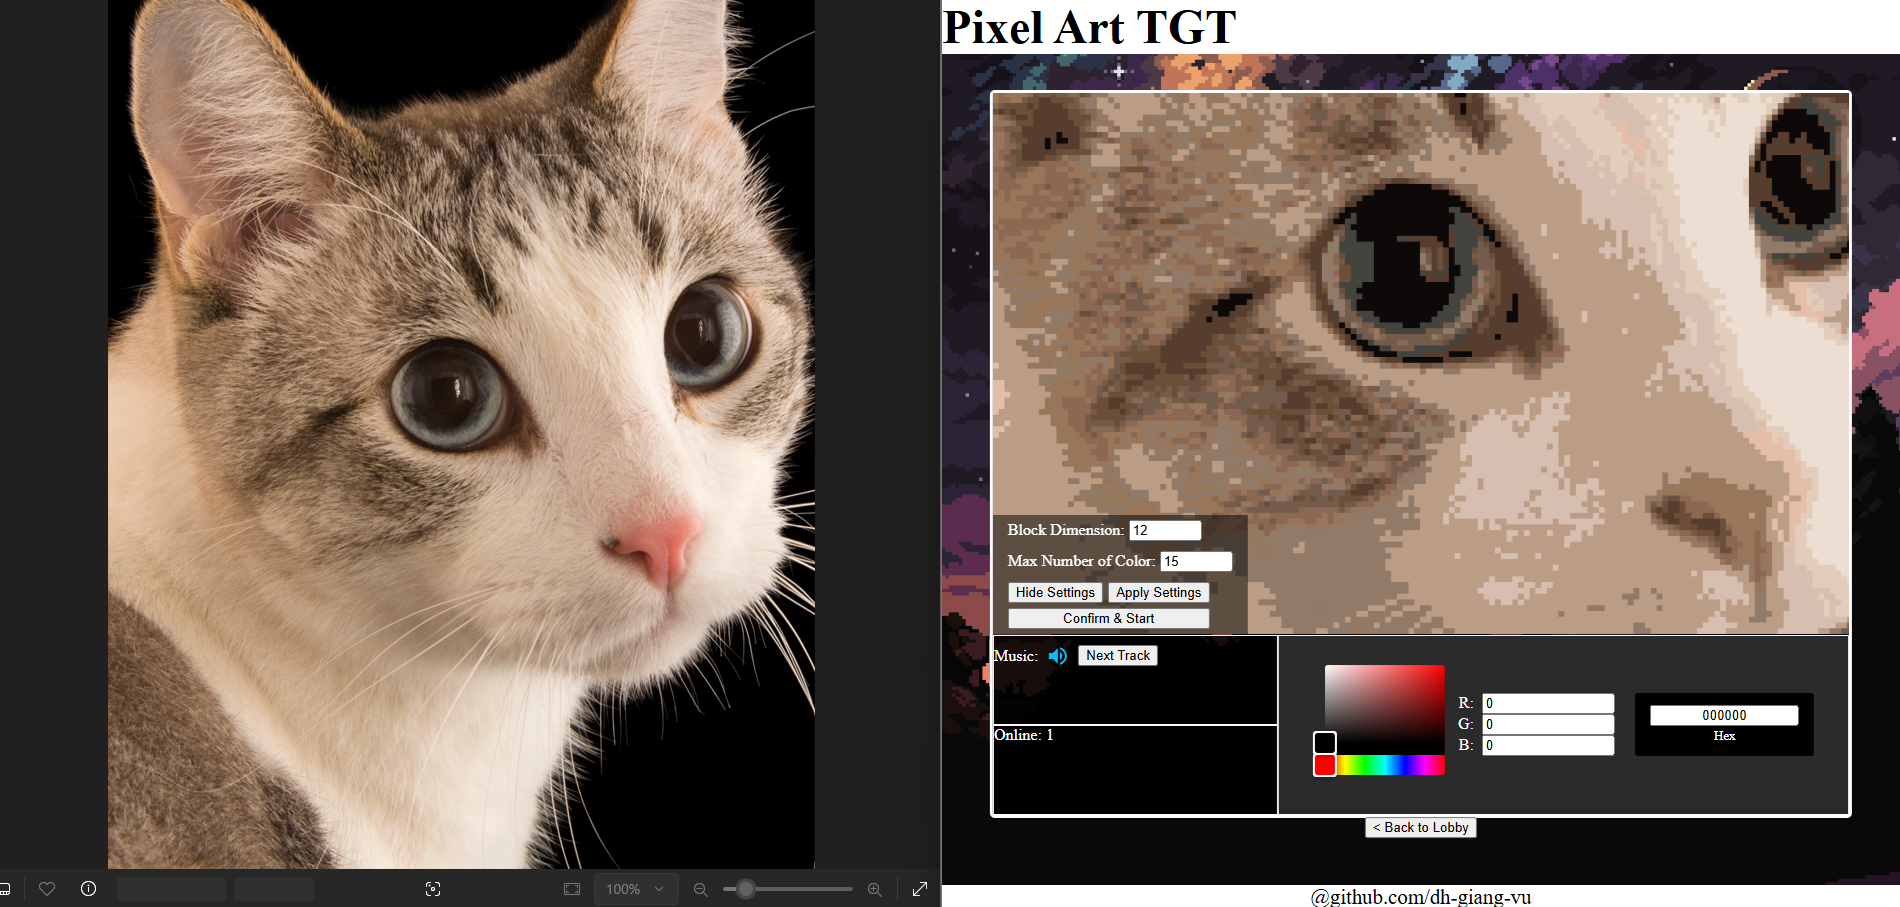 Pixel Art TGT
Block Dimension: 12
Max Number of Color: 15
Hide Settings Apply Settings
Confirm & Start
Music: Next Track
Online: 1
R: 0
G: 0
B: 0
000000
Hex
< Back to Lobby
100%
@github.com/dh-giang-vu